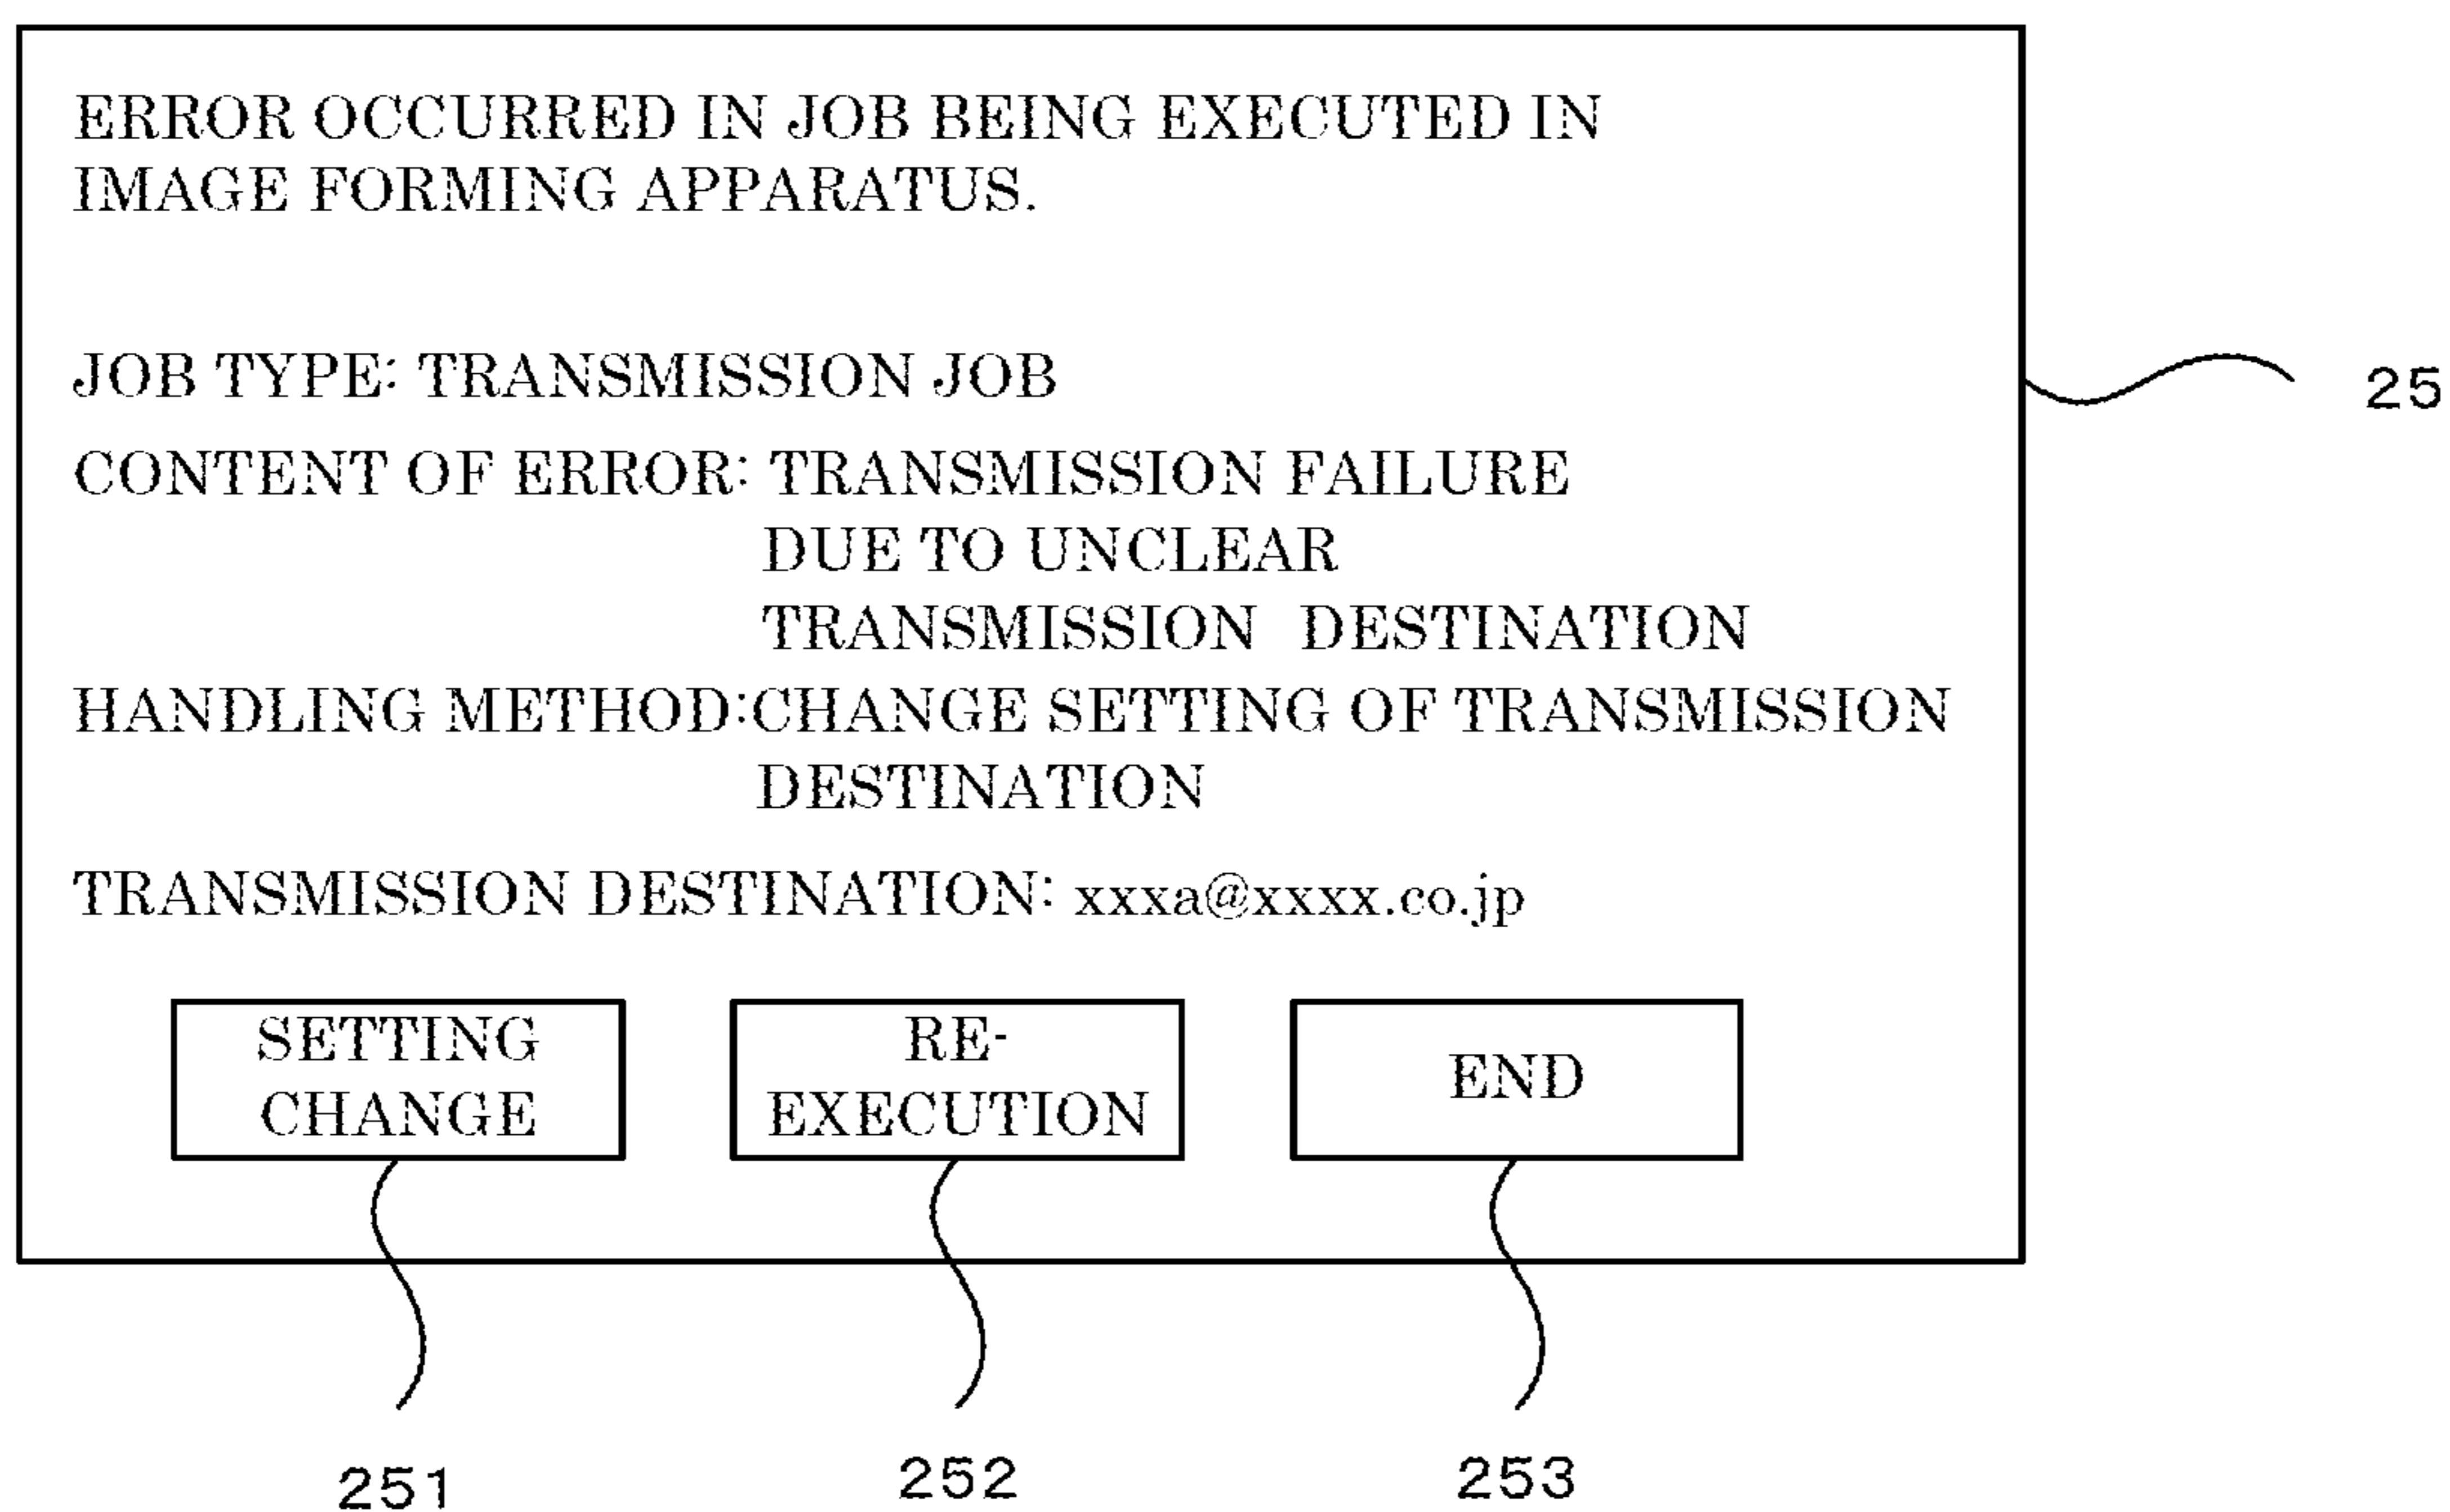 ERROR OCCURRED IN JOB BEING EXECUTED IN
IMAGE FORMING APPARATUS.
JOB TYPE: TRANSMISSION JOB
25
CONTENT OF ERROR: TRANSMISSION FAILURE
DUE TO UNCLEAR
TRANSMISSION DESTINATION
HANDLING METHOD:CHANGE SETTING OF TRANSMISSION
DESTINATION
TRANSMISSION DESTINATION: xxxa@xxxx.co.jp
SETTING
CHANGE
RE-
EXECUTION
END
251
252
253